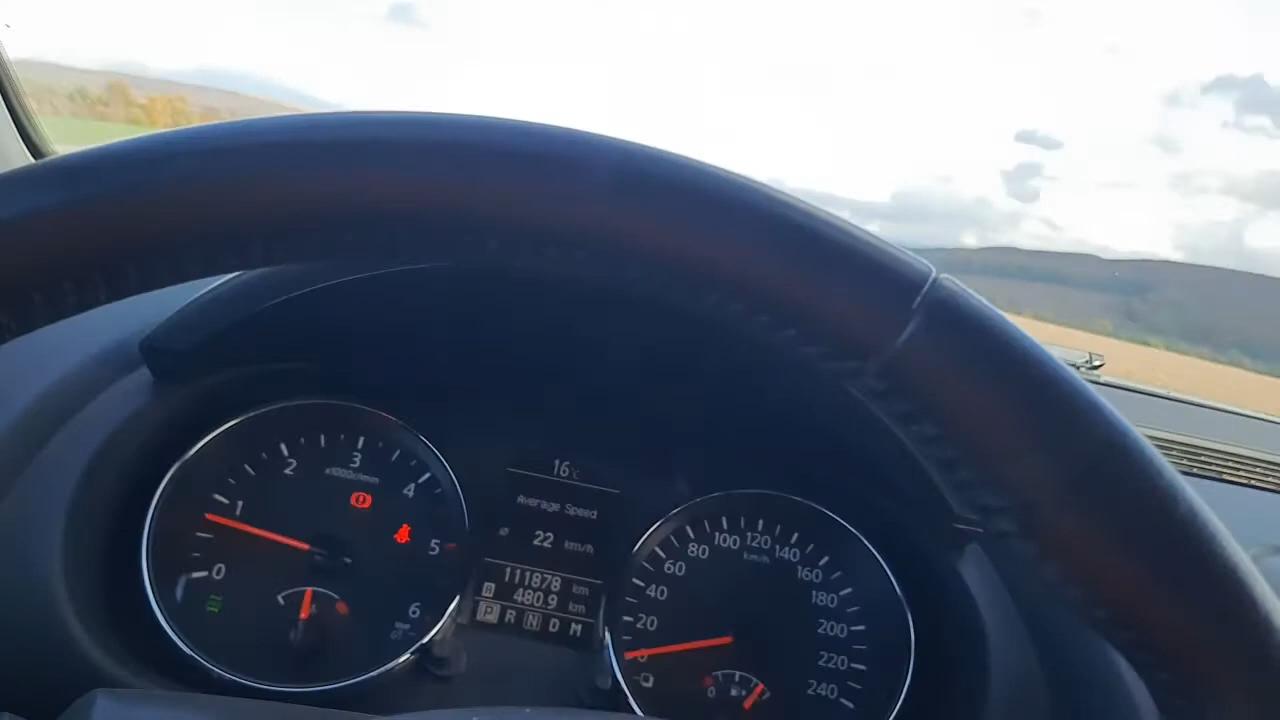 0
1
2
3
4
5
6
x1000r/min
16°C
Average Speed
ø 22 km/h
111878 km
A 480.9 km
P R N D M
0
20
40
60
80
100
120
140
160
180
200
220
240
km/h
0